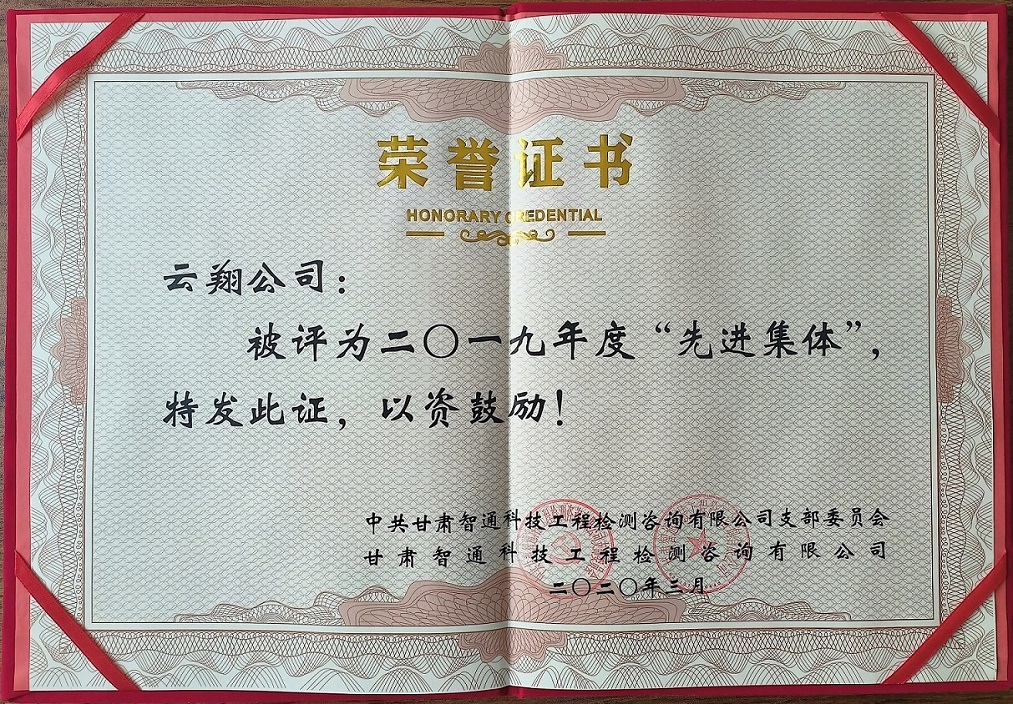 荣誉证书
HONORARY CREDENTIAL
云翔公司：
被评为二〇一九年度“先进集体”，
特发此证，以资鼓励！
中共甘肃智通科技工程检测咨询有限公司支部委员会
甘肃智通科技工程检测咨询有限公司
二〇二〇年三月